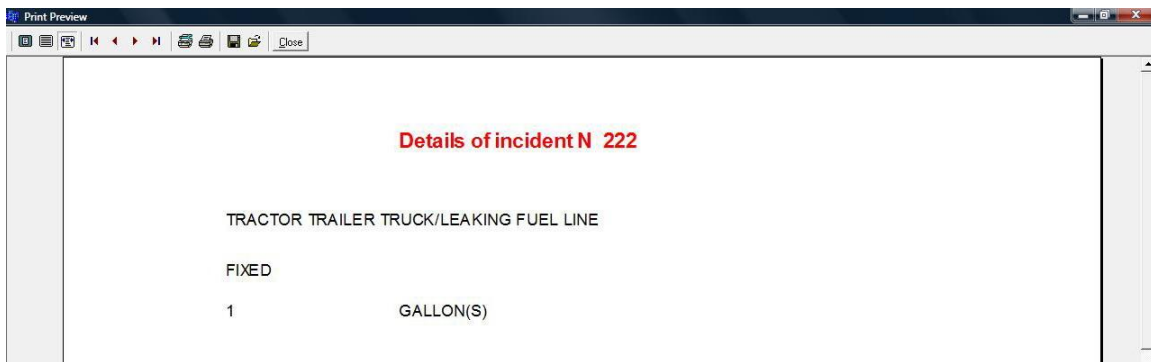 Print Preview
Close
Details of incident N 222
TRACTOR TRAILER TRUCK/LEAKING FUEL LINE
FIXED
1 GALLON(S)